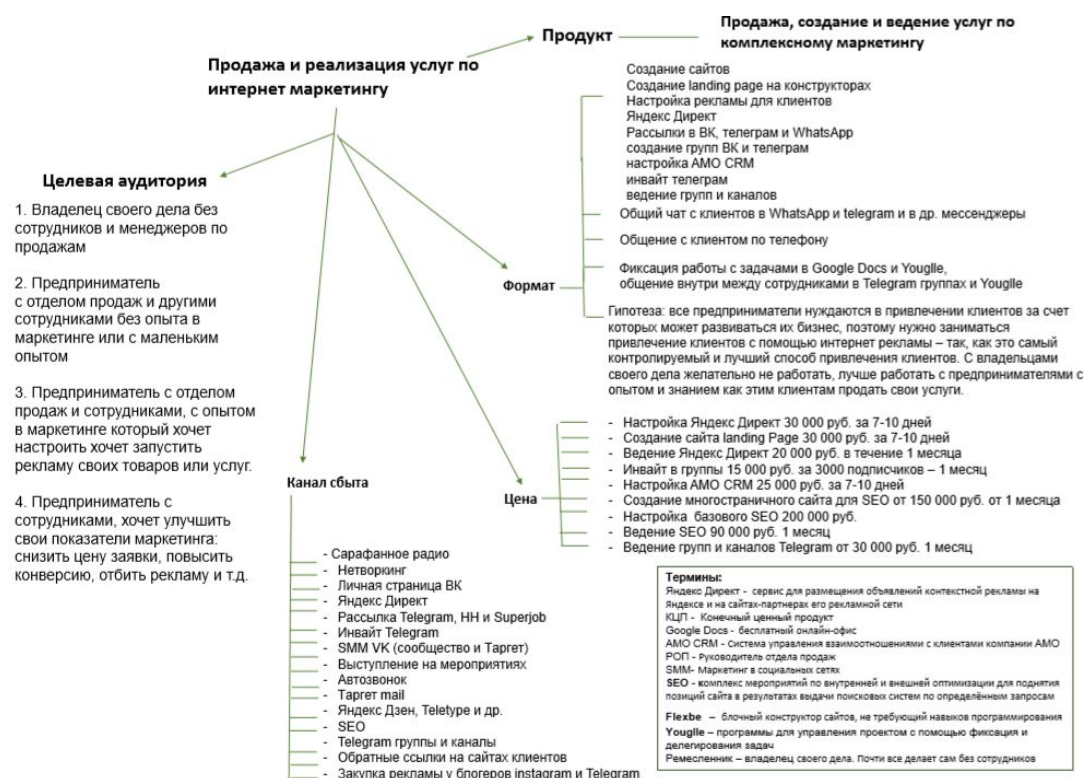 Продажа и реализация услуг по
интернет маркетингу
Продукт
Продажа, создание и ведение услуг по
комплексному маркетингу
Целевая аудитория
1. Владелец своего дела без
сотрудников и менеджеров по
продажам
2. Предприниматель
с отделом продаж и другими
сотрудниками без опыта в
маркетинге или с маленьким
опытом
3. Предприниматель с отделом
продаж и сотрудниками, с опытом
в маркетинге который хочет
настроить хочет запустить
рекламу своих товаров или услуг.
4. Предприниматель с
сотрудниками, хочет улучшить
свои показатели маркетинга:
снизить цену заявки, повысить
конверсию, отбить рекламу и т.д.
Формат
Создание сайтов
Создание landing page на конструкторах
Настройка рекламы для клиентов
Яндекс Директ
Рассылки в ВК, телеграм и WhatsApp
создание групп ВК и телеграм
настройка АМО CRM
инвайт телеграм
ведение групп и каналов
Общий чат с клиентов в WhatsApp и telegram и в др. мессенджеры
Общение с клиентом по телефону
Фиксация работы с задачами в Google Docs и Youglle,
общение внутри между сотрудниками в Telegram группах и Youglle
Гипотеза: все предприниматели нуждаются в привлечении клиентов за счет
которых может развиваться их бизнес, поэтому нужно заниматься
привлечение клиентов с помощью интернет рекламы – так, как это самый
контролируемый и лучший способ привлечения клиентов. С владельцами
своего дела желательно не работать, лучше работать с предпринимателями с
опытом и знанием как этим клиентам продать свои услуги.
Цена
- Настройка Яндекс Директ 30 000 руб. за 7-10 дней
- Создание сайта landing Page 30 000 руб. за 7-10 дней
- Ведение Яндекс Директ 20 000 руб. в течение 1 месяца
- Инвайт в группы 15 000 руб. за 3000 подписчиков – 1 месяц
- Настройка АМО CRM 25 000 руб. за 7-10 дней
- Создание многостраничного сайта для SEO от 150 000 руб. от 1 месяца
- Настройка базового SEO 200 000 руб.
- Ведение SEO 90 000 руб. 1 месяц
- Ведение групп и каналов Telegram от 30 000 руб. 1 месяц
Канал сбыта
- Сарафанное радио
- Нетворкинг
- Личная страница ВК
- Яндекс Директ
- Рассылка Telegram, HH и Superjob
- Инвайт Telegram
- SMM VK (сообщество и Таргет)
- Выступление на мероприятиях
- Автозвонок
- Таргет mail
- Яндекс Дзен, Teletype и др.
- SEO
- Telegram группы и каналы
- Обратные ссылки на сайтах клиентов
- Закупка рекламы у блогеров instagram и Telegram
Термины:
Яндекс Директ - сервис для размещения объявлений контекстной рекламы на
Яндексе и на сайтах-партнерах его рекламной сети
КЦП - Конечный ценный продукт
Google Docs - бесплатный онлайн-офис
АМО CRM - Система управления взаимоотношениями с клиентами компании АМО
РОП - Руководитель отдела продаж
SMM- Маркетинг в социальных сетях
SEO - комплекс мероприятий по внутренней и внешней оптимизации для поднятия
позиций сайта в результатах выдачи поисковых систем по определённым запросам
Flexbe – блочный конструктор сайтов, не требующий навыков программирования
Youglle – программы для управления проектом с помощью фиксация и
делегирования задач
Ремесленник – владелец своего дела. Почти все делает сам без сотрудников